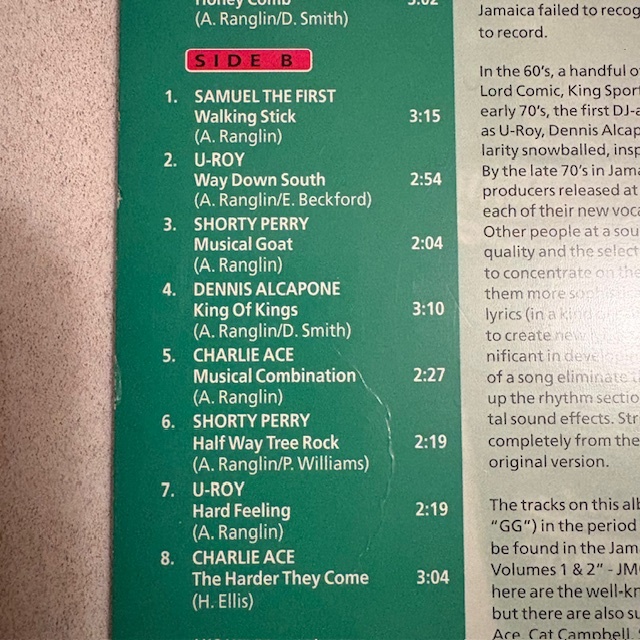 (A. Ranglin/D. Smith)
SIDE B
1. SAMUEL THE FIRST
Walking Stick 3:15
(A. Ranglin)
2. U-ROY
Way Down South 2:54
(A. Ranglin/E. Beckford)
3. SHORTY PERRY
Musical Goat 2:04
(A. Ranglin)
4. DENNIS ALCAPONE
King Of Kings 3:10
(A. Ranglin/D. Smith)
5. CHARLIE ACE
Musical Combination 2:27
(A. Ranglin)
6. SHORTY PERRY
Half Way Tree Rock 2:19
(A. Ranglin/P. Williams)
7. U-ROY
Hard Feeling 2:19
(A. Ranglin)
8. CHARLIE ACE
The Harder They Come 3:04
(H. Ellis)
Jamaica failed to recog
to record.
In the 60's, a handful o
Lord Comic, King Sport
early 70's, the first DJ-a
as U-Roy, Dennis Alcap
larity snowballed, insp
By the late 70's in Jama
producers released at
each of their new voca
Other people at a sou
quality and the select
to concentrate on the
them more
lyrics (in a kind
to create new
nificant in developing
of a song eliminate
up the rhythm sectio
tal sound effects. Str
completely from the
original version.
The tracks on this alb
"GG") in the period
be found in the Jam
Volumes 1 & 2" - JM
here are the well-kn
but there are also su
Ace, Cat Campbell,